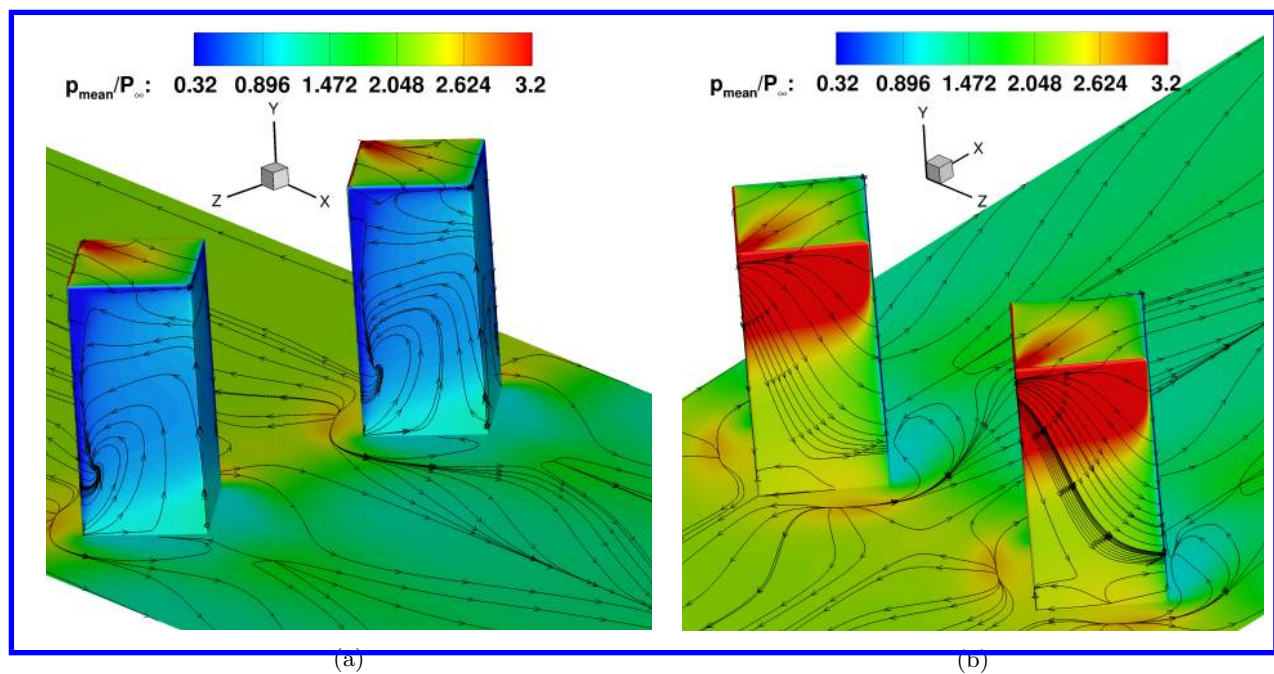 p_mean/P_∞: 0.32 0.896 1.472 2.048 2.624 3.2
Y
Z
X
(a)
p_mean/P_∞: 0.32 0.896 1.472 2.048 2.624 3.2
Y
X
Z
(b)